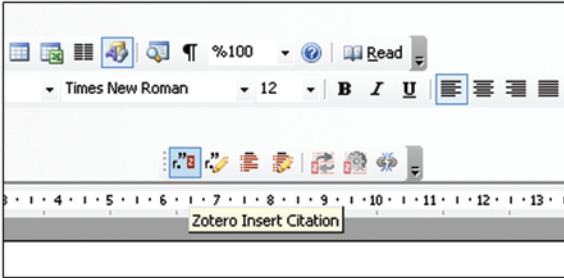 ¶ %100 Read
Times New Roman 12 B I U
r.” z r.”
3 · 4 · 5 · 6 · 7 · 8 · 9 · 10 · 11 · 12 · 13 ·
Zotero Insert Citation